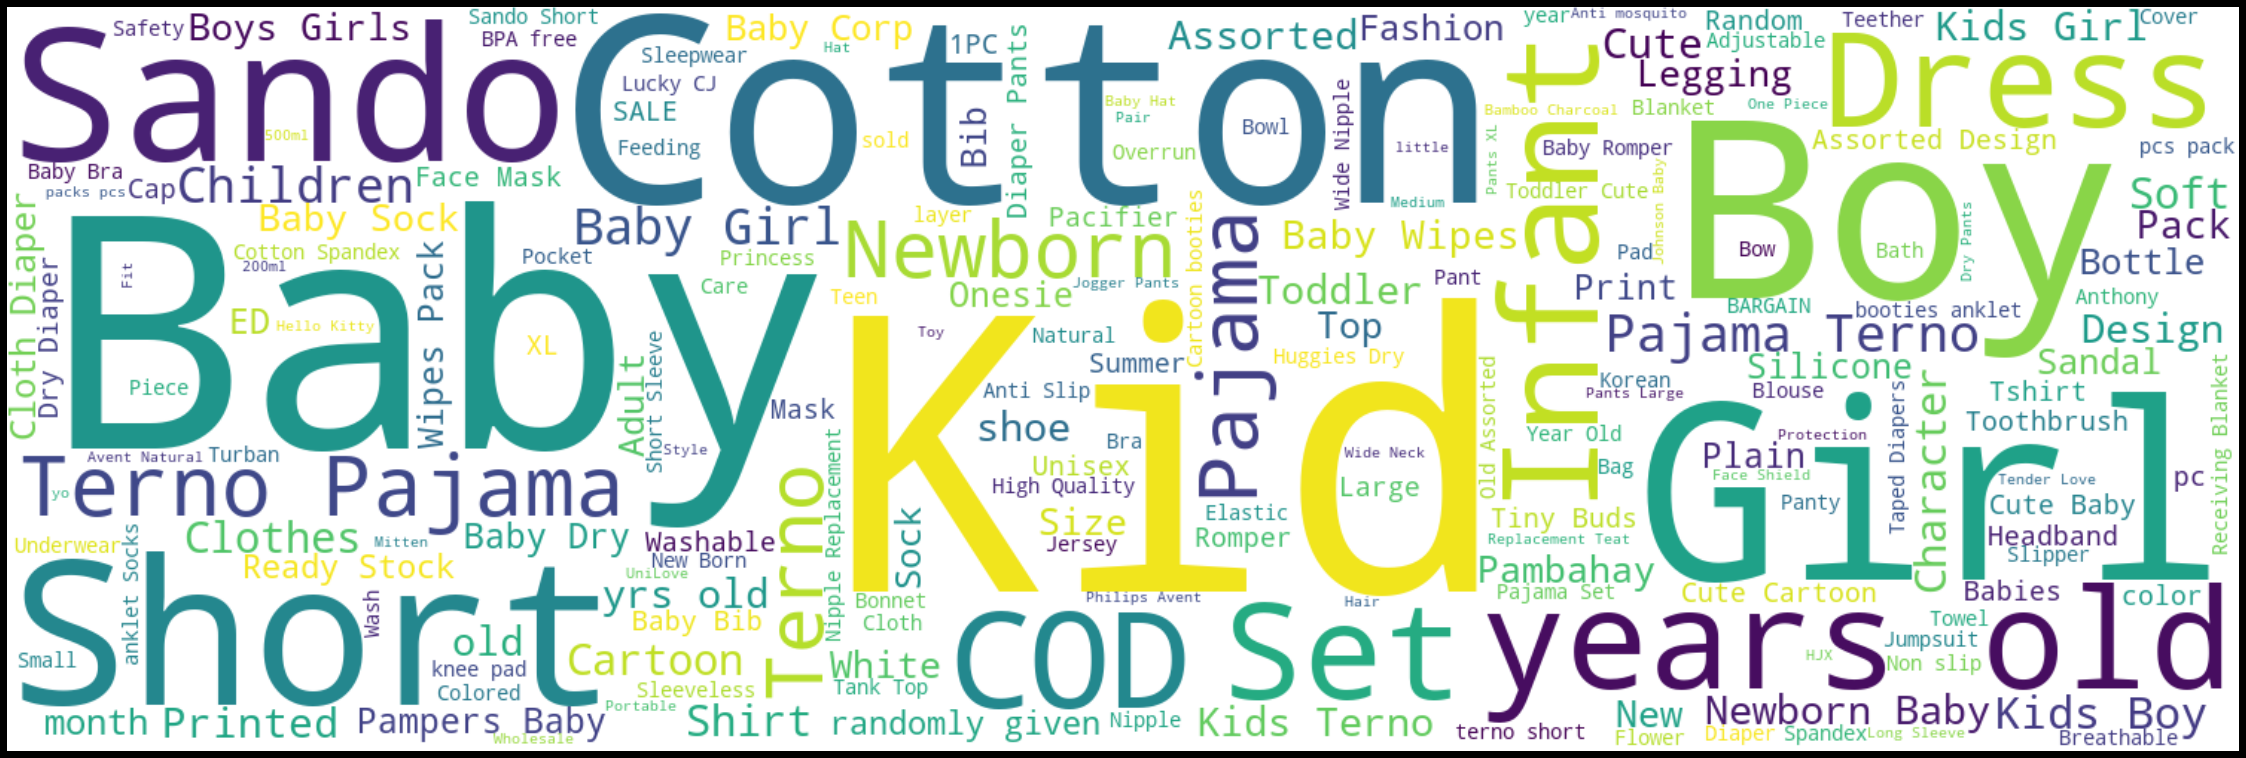 Safety
Boys Girls
Sando Short
BPA free
Sando
Cotton
Sleepwear
Lucky CJ
SALE
Feeding
Baby Corp
Hat
1PC
Bib
Diaper Pants
Baby Hat
Pair
Overrun
sold
Assorted
Fashion
Bowl
Wide Nipple
little
Medium
year
Anti mosquito
Infant
Cute
Legging
Random
Adjustable
Teether
Kids Girl
Cover
Dress
Bamboo Charcoal
Blanket
One Piece
Pants XL
Baby Romper
Toddler Cute
Johnson Baby
Assorted Design
pcs pack
500ml
Baby Bra
packs pcs
Cap
Children
Face Mask
Boy
Bow
Bath
Dry Pants
Soft
Pack
Bottle
Anthony
Design
Cloth Diaper
Dry Diaper
Baby
Fit
Baby Sock
Cotton Spandex
200ml
ED
Hello Kitty
Wipes Pack
Pocket
XL
Piece
Baby Girl
Princess
Care
layer
Newborn
Pacifier
Onesie
Jogger Pants
Teen
Toy
Natural
Summer
Anti Slip
Cartoon booties
Pajama
Baby Wipes
Toddler
Top
Pant
Huggies Dry
Pad
Print
BARGAIN
booties anklet
Pajama Terno
Silicone
Sandal
Korean
Pants Large
Blouse
Tshirt
Toothbrush
Receiving Blanket
Kid
Adult
Short Sleeve
Style
Mask
shoe
Bra
Unisex
High Quality
Size
Jersey
Wide Neck
Large
Elastic
Romper
Old Assorted
Year Old
Bag
Tiny Buds
Replacement Teat
Girl
Plain
Protection
Face Shield
Panty
Taped Diapers
Character
Tender Love
Cute Baby
pc
Headband
Slipper
Avent Natural
Turban
Terno Pajama
yo
Underwear
anklet Socks
Clothes
Mitten
Baby Dry
Washable
New Born
Ready Stock
UniLove
Terno
Nipple Replacement
Sock
Bonnet
Cloth
Philips Avent
Hair
Pambahay
Pajama Set
Cute Cartoon
Babies
color
Short
Wash
Small
old
knee pad
Colored
yrs old
Baby Bib
Cartoon
Sleeveless
Portable
White
Tank Top
COD
Set
years old
HJX
Towel
Jumpsuit
Non slip
month
Printed
Pampers Baby
Wholesale
Shirt
randomly given
Nipple
Kids Terno
terno short
New
Flower
Newborn Baby
Diaper
Spandex
Long Sleeve
Kids Boy
Breathable